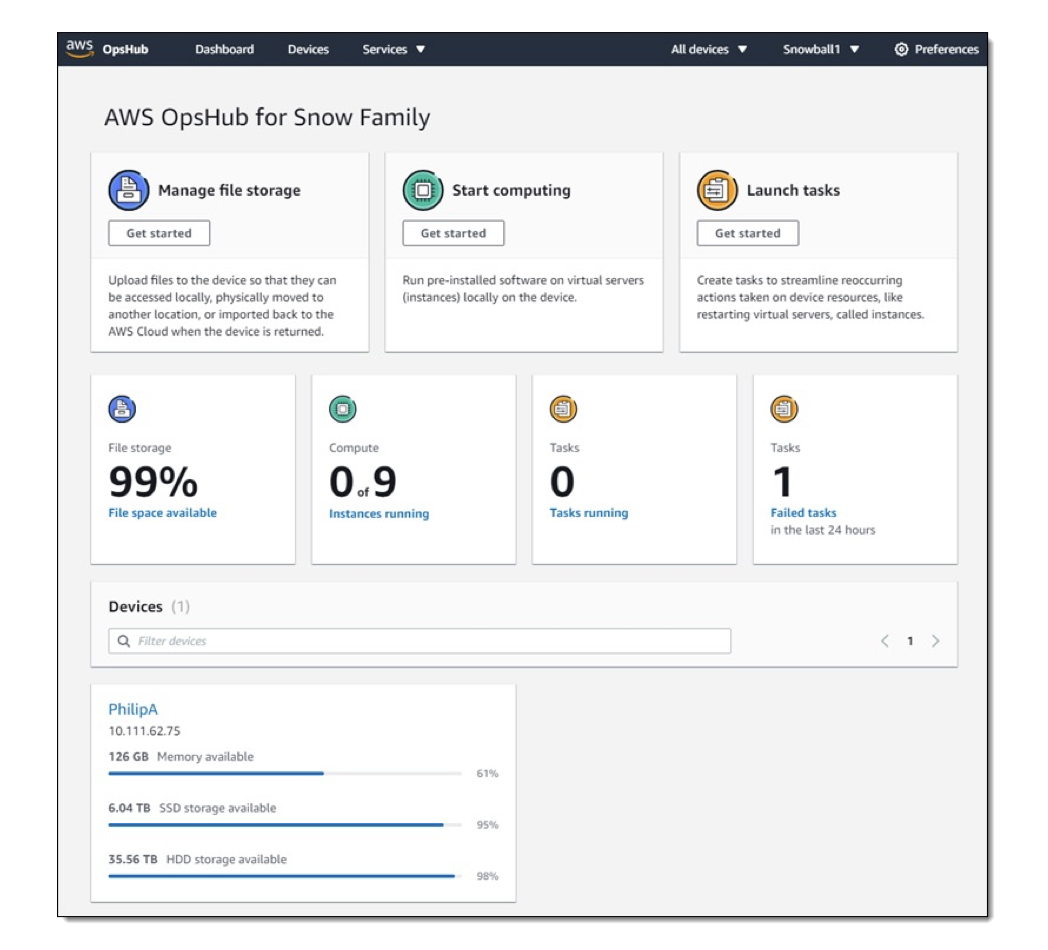 aws OpsHub Dashboard Devices Services ▼ All devices ▼ Snowball1 ▼ Preferences
AWS OpsHub for Snow Family
Manage file storage
Get started
Upload files to the device so that they can
be accessed locally, physically moved to
another location, or imported back to the
AWS Cloud when the device is returned.
Start computing
Get started
Run pre-installed software on virtual servers
(instances) locally on the device.
Launch tasks
Get started
Create tasks to streamline reoccurring
actions taken on device resources, like
restarting virtual servers, called instances.
File storage
99%
File space available
Compute
0 of 9
Instances running
Tasks
0
Tasks running
Tasks
1
Failed tasks
in the last 24 hours
Devices (1)
Filter devices
< 1 >
PhilipA
10.111.62.75
126 GB Memory available
61%
6.04 TB SSD storage available
95%
35.56 TB HDD storage available
98%